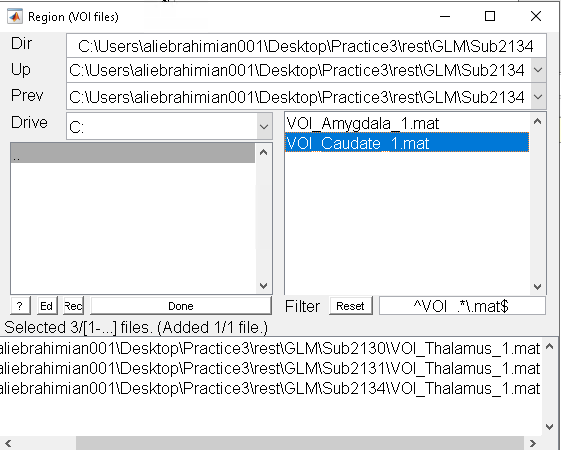 Region (VOI files)
Dir C:\Users\aliebrahimian001\Desktop\Practice3\rest\GLM\Sub2134
Up C:\Users\aliebrahimian001\Desktop\Practice3\rest\GLM\Sub2134
Prev C:\Users\aliebrahimian001\Desktop\Practice3\rest\GLM\Sub2134
Drive C:
VOI_Amygdala_1.mat
VOI_Caudate_1.mat
..
? Ed Rec Done Filter Reset ^VOI_.*\.mat$
Selected 3/[1-...] files. (Added 1/1 file.)
aliebrahimian001\Desktop\Practice3\rest\GLM\Sub2130\VOI_Thalamus_1.mat
aliebrahimian001\Desktop\Practice3\rest\GLM\Sub2131\VOI_Thalamus_1.mat
aliebrahimian001\Desktop\Practice3\rest\GLM\Sub2134\VOI_Thalamus_1.mat